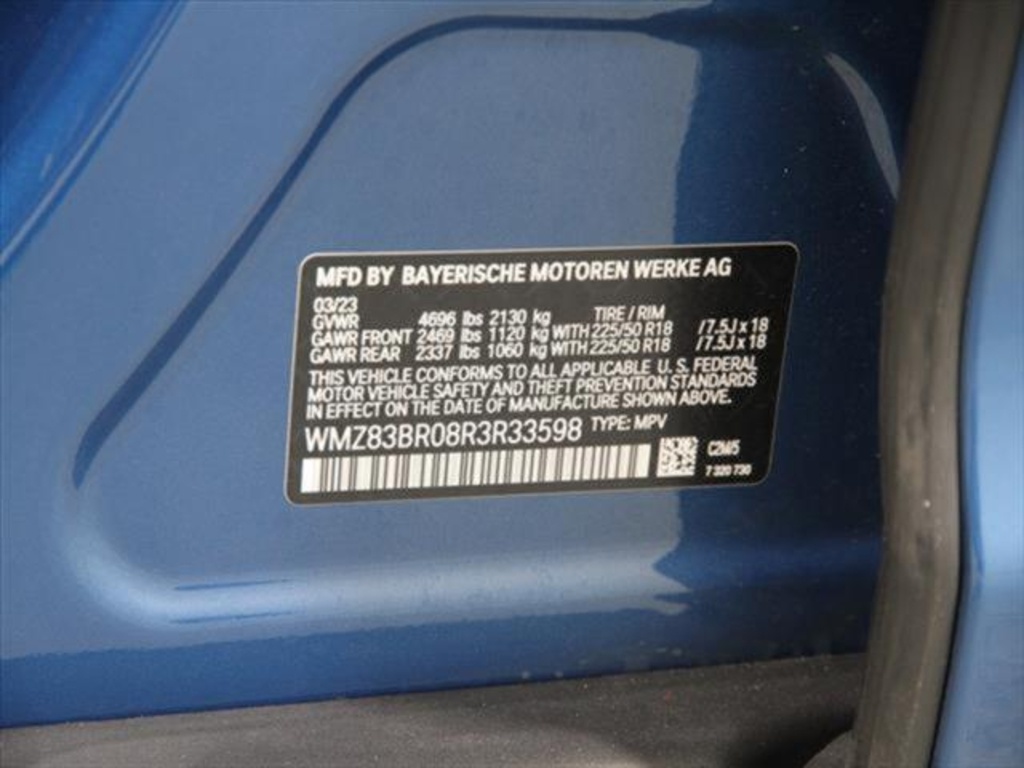 MFD BY BAYERISCHE MOTOREN WERKE AG
03/23 TIRE / RIM
GVWR 4696 lbs 2130 kg
GAWR FRONT 2469 lbs 1120 kg WITH 225/50 R18 /7.5J x 18
GAWR REAR 2337 lbs 1060 kg WITH 225/50 R18 /7.5J x 18
THIS VEHICLE CONFORMS TO ALL APPLICABLE U. S. FEDERAL
MOTOR VEHICLE SAFETY AND THEFT PREVENTION STANDARDS
IN EFFECT ON THE DATE OF MANUFACTURE SHOWN ABOVE.
WMZ83BR08R3R33598 TYPE: MPV
7 320 730